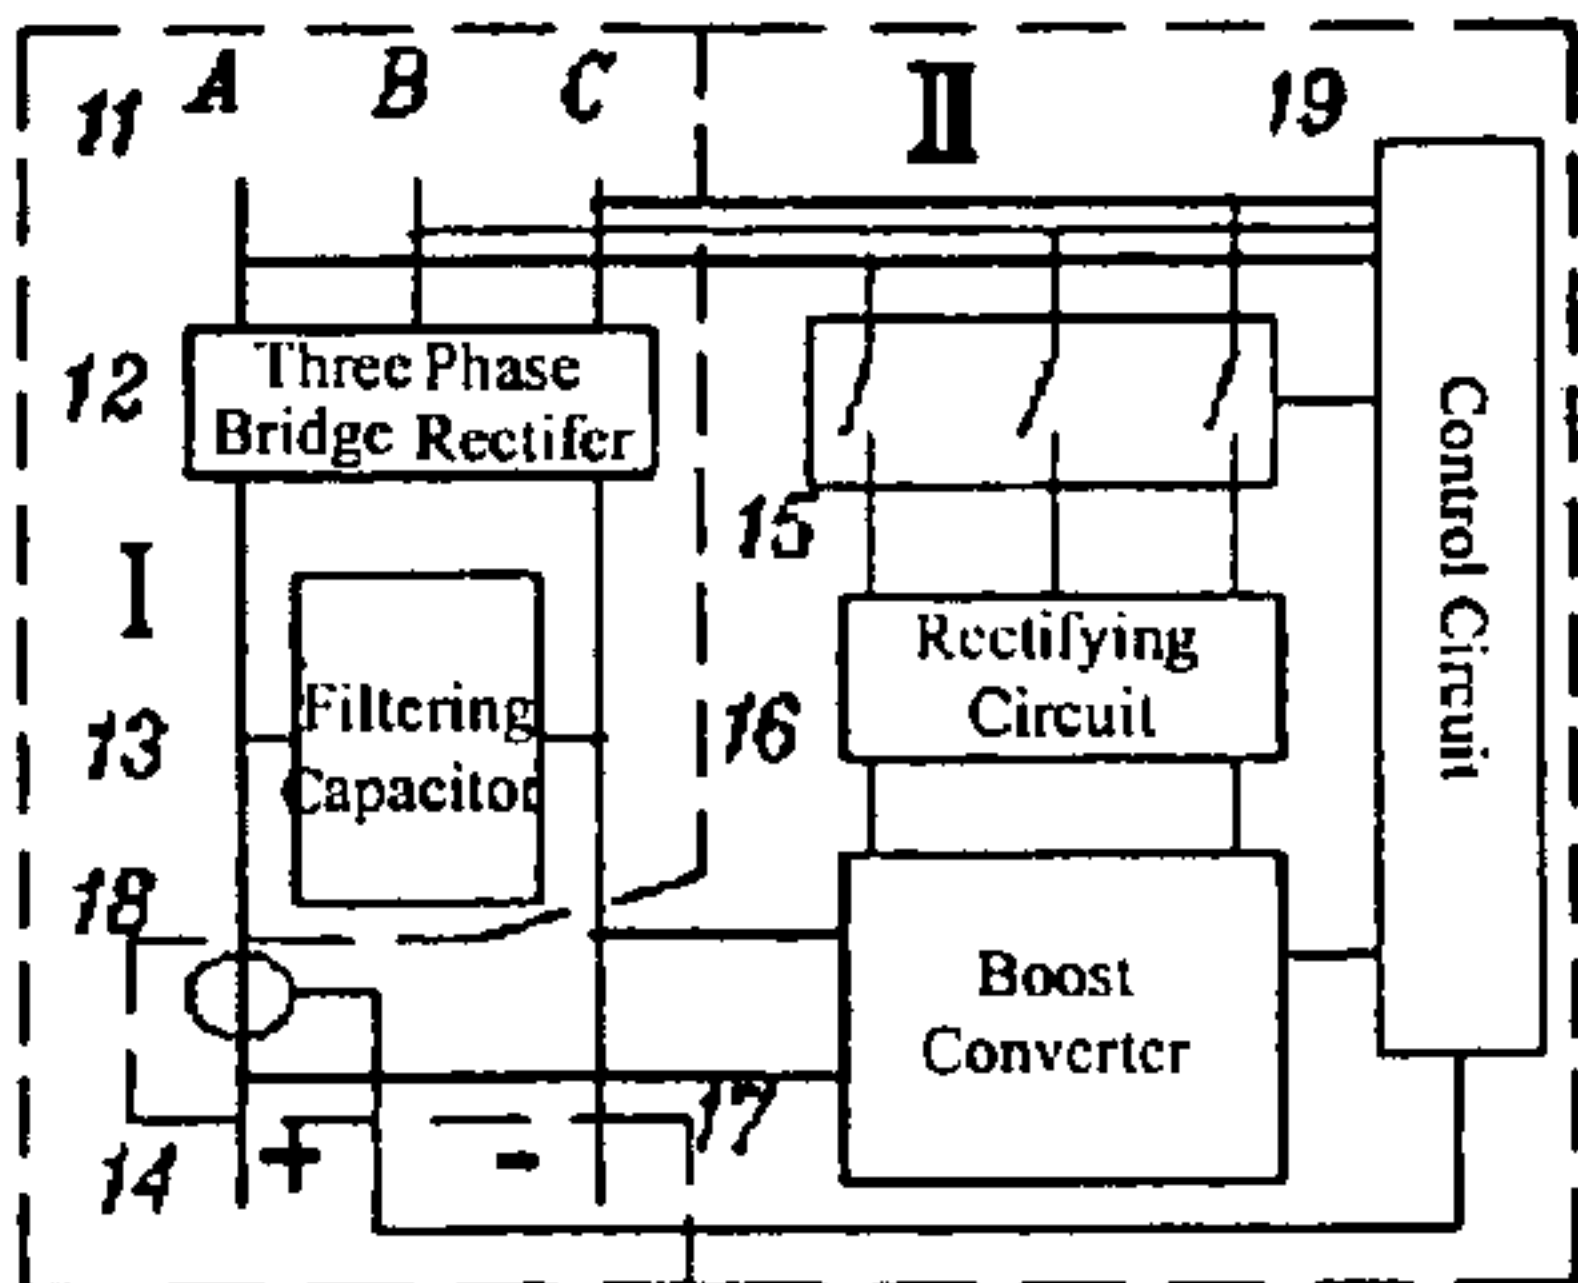 A B C
11
II
19
12
Three Phase
Bridge Rectifer
15
I
Rectifying
Circuit
Control Circuit
13
Filtering
Capacitor
16
18
Boost
Converter
17
14
+ -